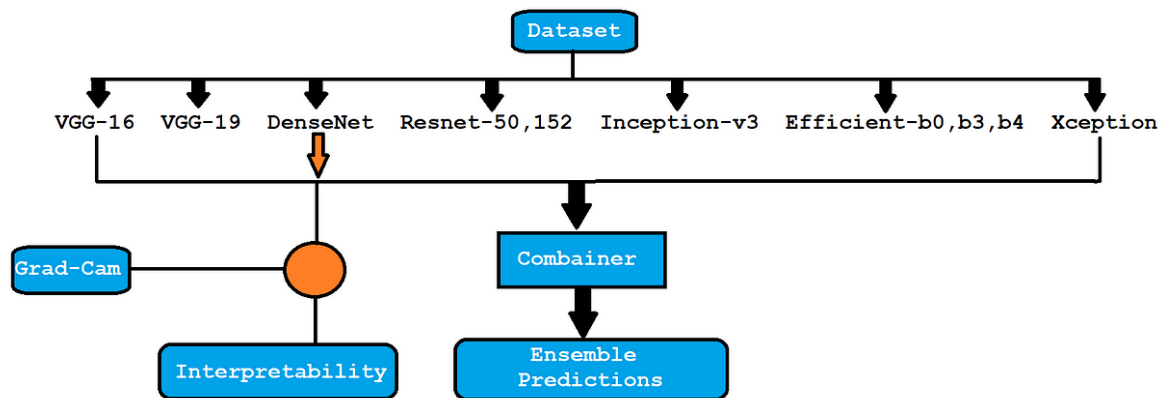 Dataset
VGG-16 VGG-19 DenseNet Resnet-50,152 Inception-v3 Efficient-b0,b3,b4 Xception
Grad-Cam
Combainer
Interpretability
Ensemble
Predictions